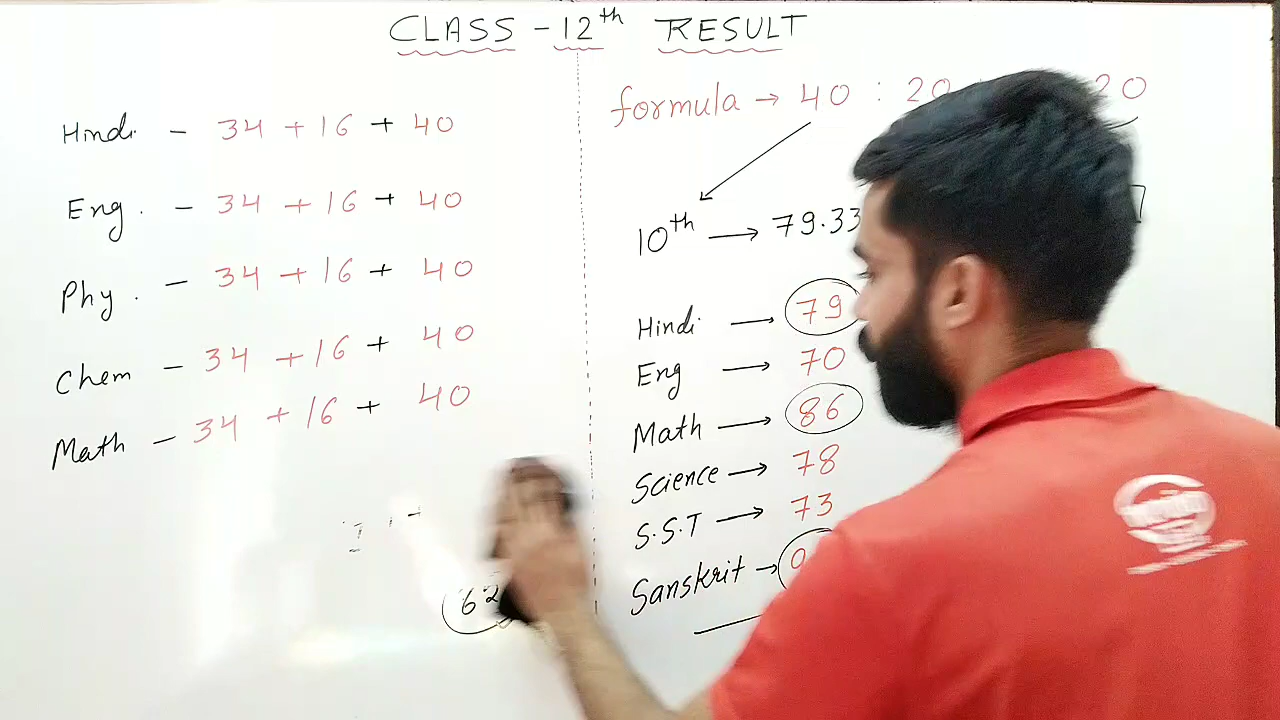 CLASS - 12th RESULT
Hindi - 34 + 16 + 40
Eng. - 34 + 16 + 40
Phy. - 34 + 16 + 40
Chem - 34 + 16 + 40
Math - 34 + 16 + 40
62
formula → 40 : 20 20
10th → 79.33
Hindi → 79
Eng → 70
Math → 86
Science → 78
S.S.T → 73
Sanskrit →